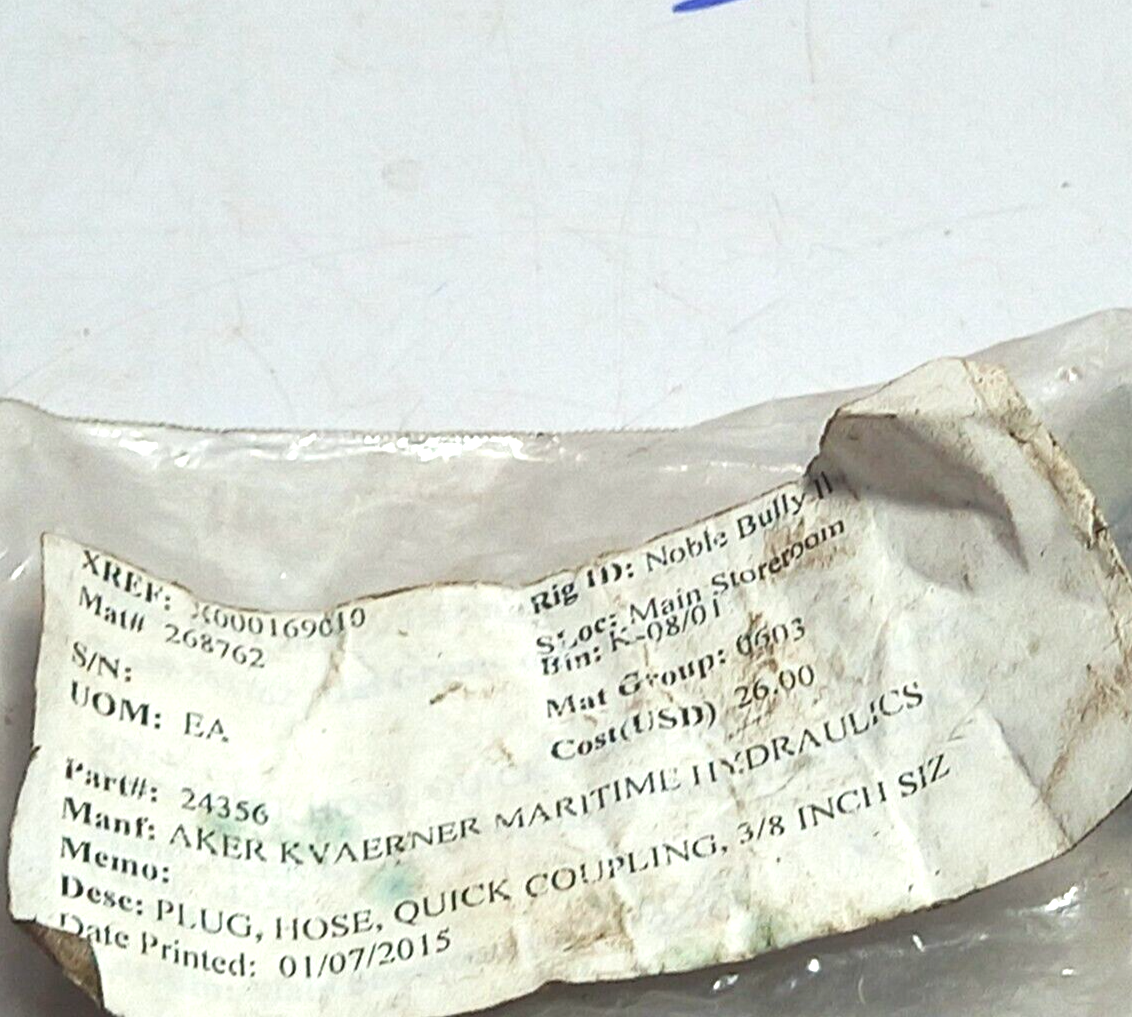 XREF: X000169010
Mat# 268762
S/N:
UOM: EA
Rig ID: Noble Bully II
SLoc: Main Storeroom
Bin: K-08/01
Mat Group: 0603
Cost(USD) 26.00
Part#: 24356
Manf: AKER KVAERNER MARITIME HYDRAULICS
Memo:
Desc: PLUG, HOSE, QUICK COUPLING, 3/8 INCH SIZ
Date Printed: 01/07/2015